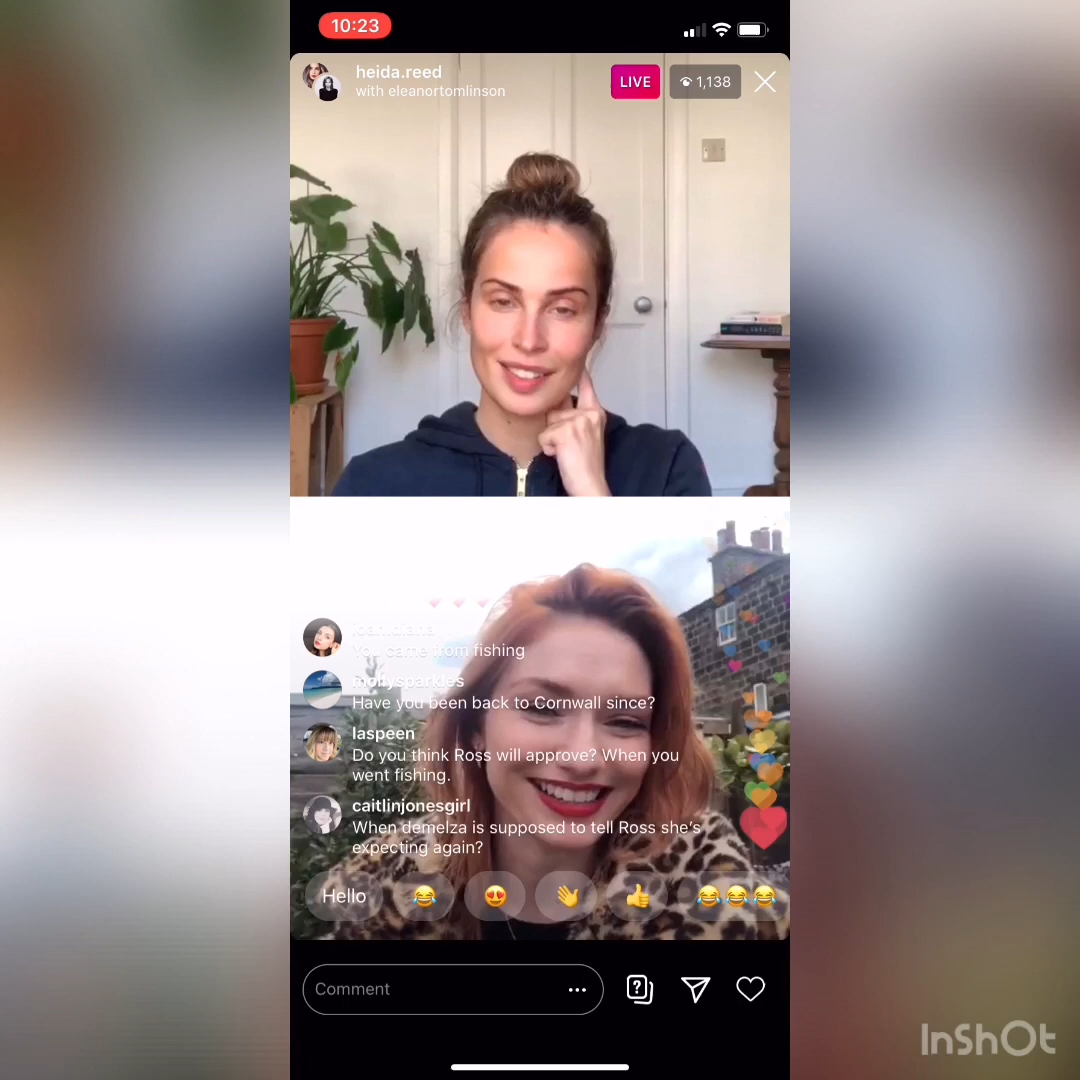 10:23
heida.reed
with eleanortomlinson
LIVE
1,138
You came from fishing
mollysparkles
Have you been back to Cornwall since?
laspeen
Do you think Ross will approve? When you
went fishing.
caitlinjonesgirl
When demelza is supposed to tell Ross she's
expecting again?
Hello
Comment
InShOt